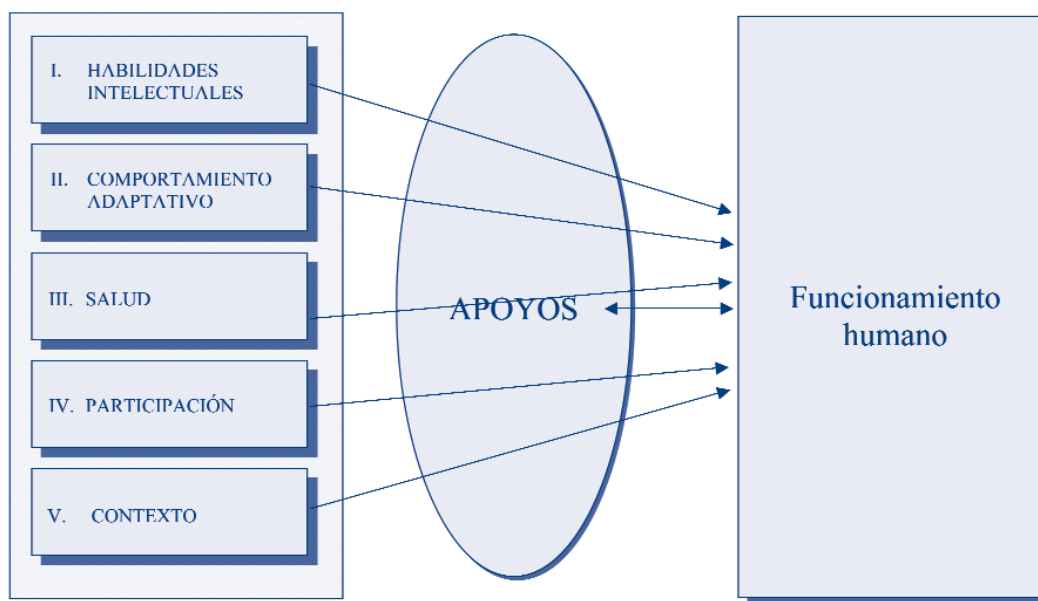 I. HABILIDADES
INTELECTUALES
II. COMPORTAMIENTO
ADAPTATIVO
III. SALUD
IV. PARTICIPACIÓN
V. CONTEXTO
APOYOS
Funcionamiento
humano